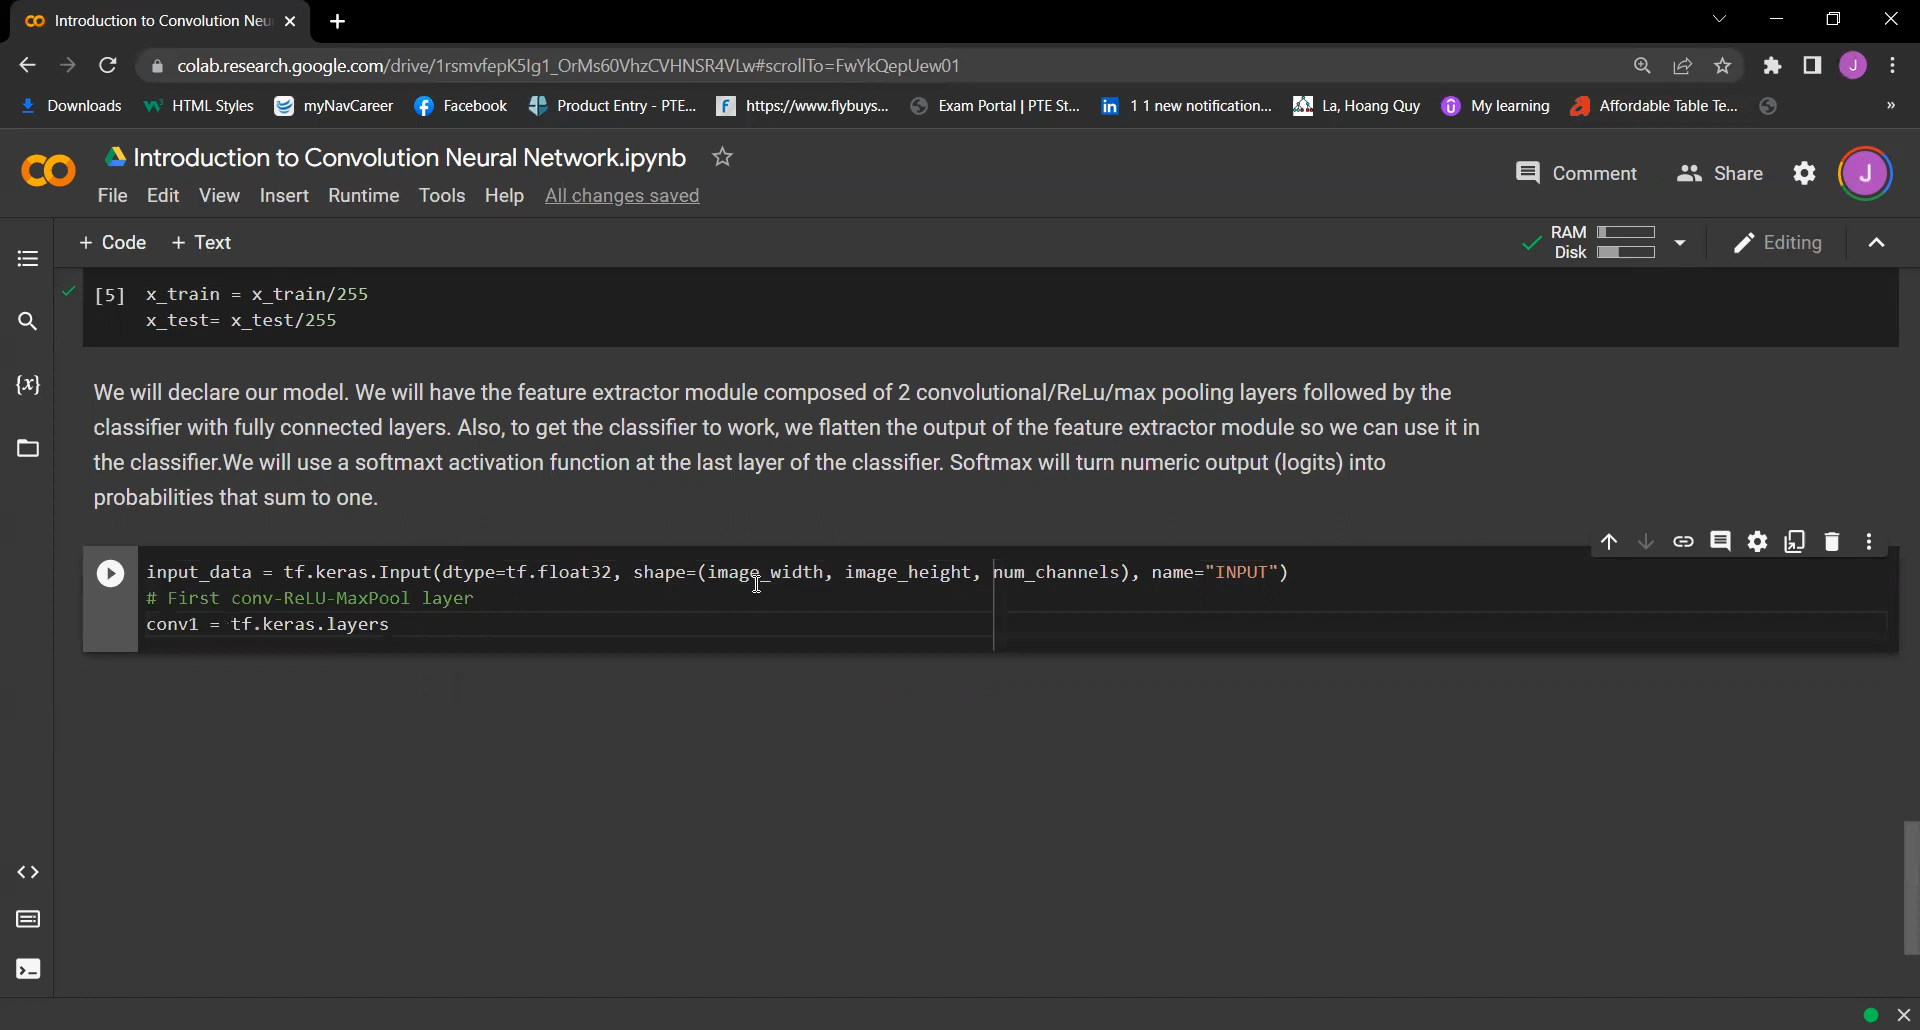 Introduction to Convolution Neu
colab.research.google.com/drive/1rsmvfepK5Ig1_OrMs60VhzCVHNSR4VLw#scrollTo=FwYkQepUew01
Downloads HTML Styles myNavCareer Facebook Product Entry - PTE... https://www.flybuys... Exam Portal | PTE St... 1 1 new notification... La, Hoang Quy My learning Affordable Table Te... »
Introduction to Convolution Neural Network.ipynb
Comment Share J
File Edit View Insert Runtime Tools Help All changes saved
+ Code + Text RAM Disk Editing
[5] x_train = x_train/255
x_test= x_test/255
We will declare our model. We will have the feature extractor module composed of 2 convolutional/ReLu/max pooling layers followed by the
classifier with fully connected layers. Also, to get the classifier to work, we flatten the output of the feature extractor module so we can use it in
the classifier.We will use a softmaxt activation function at the last layer of the classifier. Softmax will turn numeric output (logits) into
probabilities that sum to one.
input_data = tf.keras.Input(dtype=tf.float32, shape=(image_width, image_height, num_channels), name="INPUT")
# First conv-ReLU-MaxPool layer
conv1 = tf.keras.layers